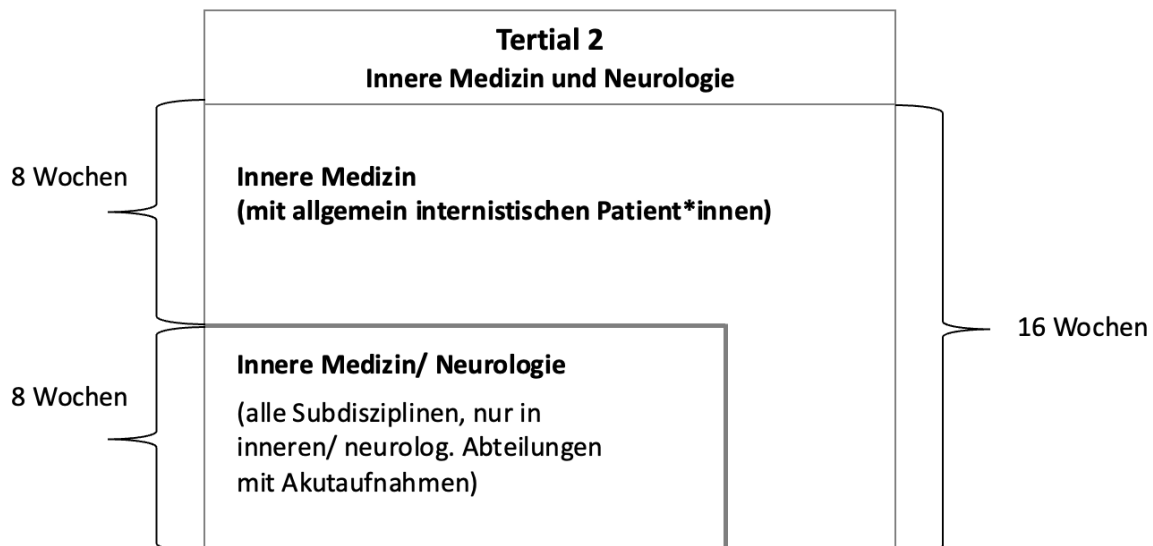 Tertial 2
Innere Medizin und Neurologie
8 Wochen
Innere Medizin
(mit allgemein internistischen Patient*innen)
16 Wochen
8 Wochen
Innere Medizin/ Neurologie
(alle Subdisziplinen, nur in
inneren/ neurolog. Abteilungen
mit Akutaufnahmen)